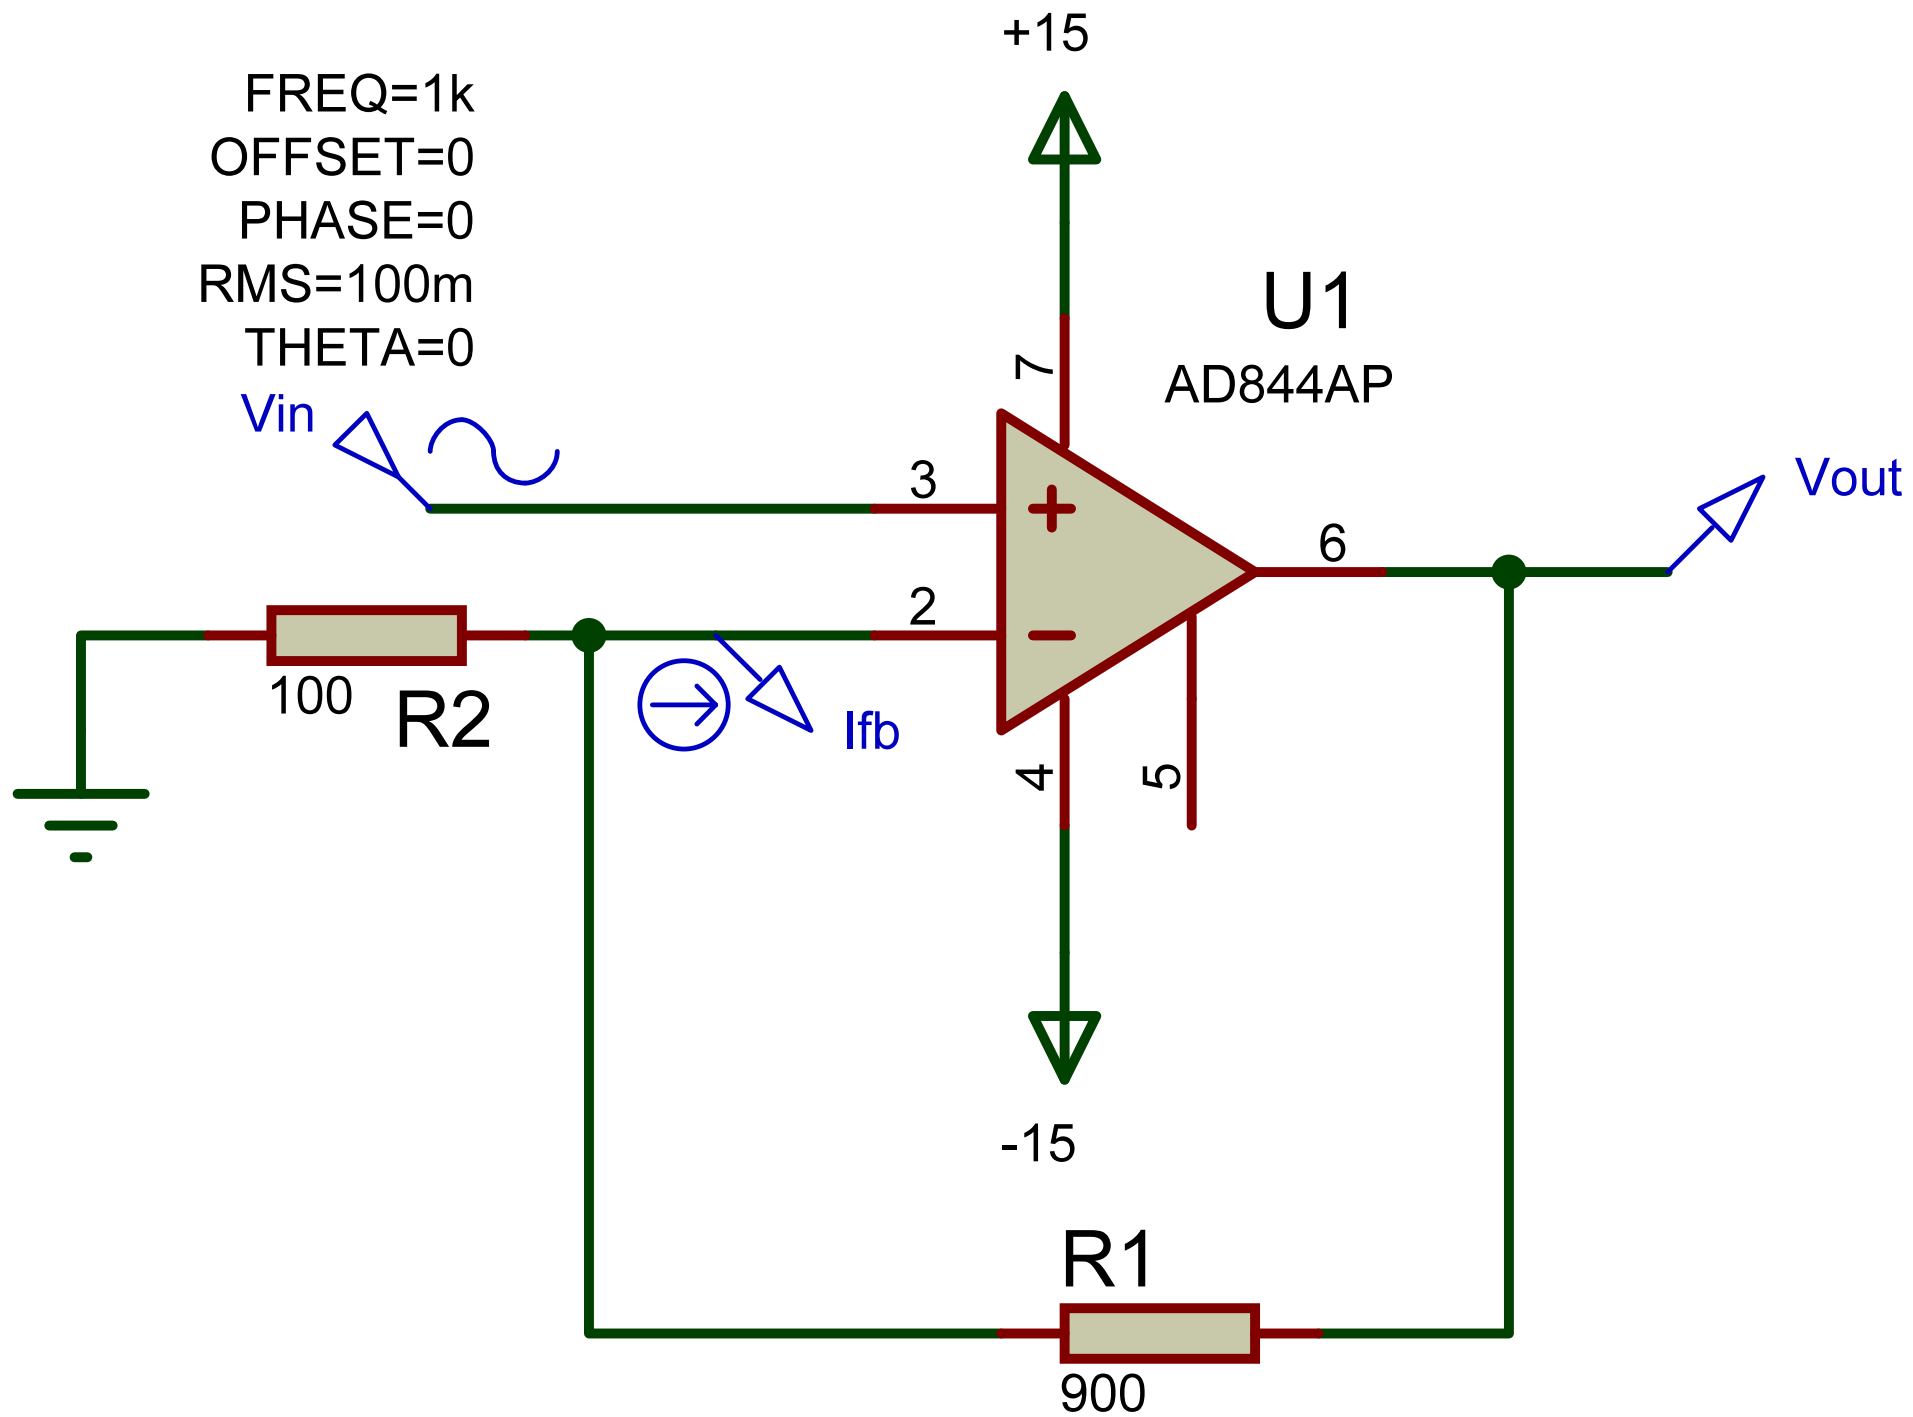 +15
FREQ=1k
OFFSET=0
PHASE=0
RMS=100m
THETA=0
Vin
U1
AD844AP
7
3
+
6
Vout
2
-
100
R2
Ifb
4
5
-15
R1
900